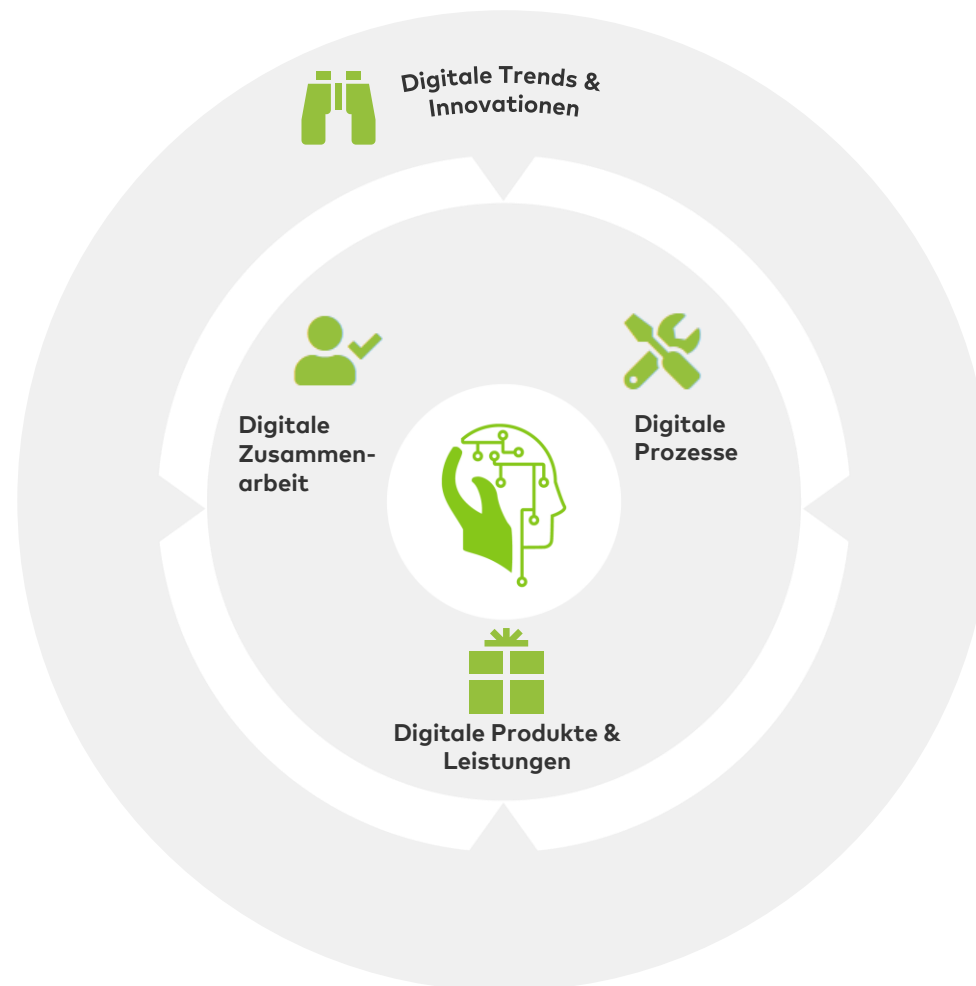 Digitale Trends &
Innovationen
Digitale
Zusammen-
arbeit
Digitale
Prozesse
Digitale Produkte &
Leistungen